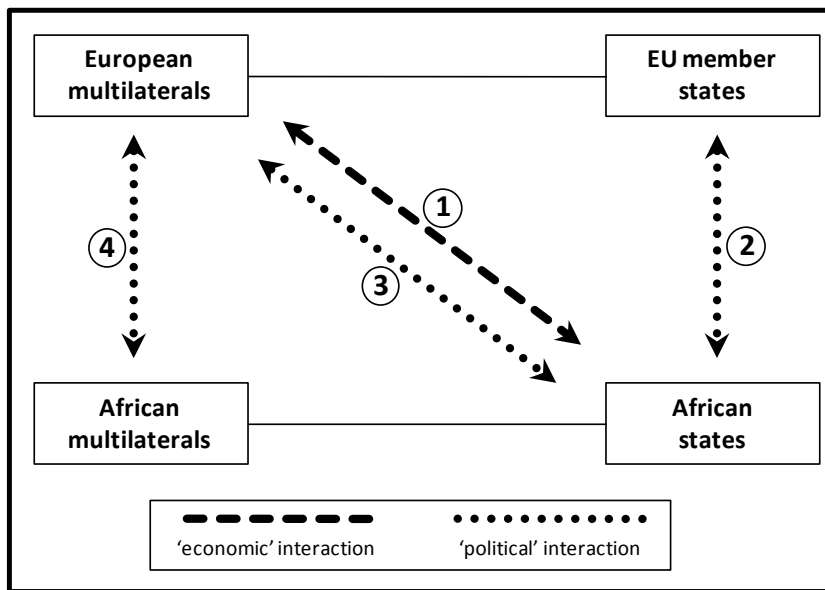 European
multilaterals
EU member
states
1
4
2
3
African
multilaterals
African
states
‘economic’ interaction
‘political’ interaction